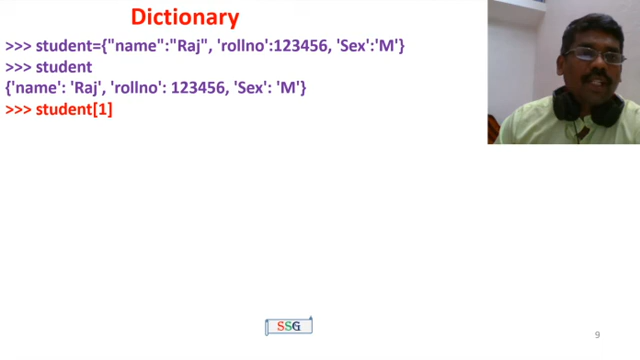 Dictionary
>>> student={"name":"Raj", 'rollno':123456, 'Sex':'M'}
>>> student
{'name': 'Raj', 'rollno': 123456, 'Sex': 'M'}
>>> student[1]
SSG
9